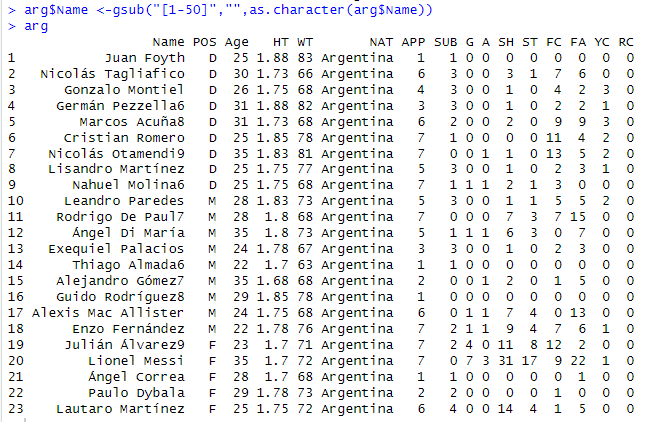 > arg$Name <-gsub("[1-50]","",as.character(arg$Name))
> arg
Name POS Age HT WT NAT APP SUB G A SH ST FC FA YC RC
1 Juan Foyth D 25 1.88 83 Argentina 1 1 0 0 0 0 0 0 0 0
2 Nicolás Tagliafico D 30 1.73 66 Argentina 6 3 0 0 3 1 7 6 0 0
3 Gonzalo Montiel D 26 1.75 68 Argentina 4 3 0 0 1 0 4 2 3 0
4 Germán Pezzella6 D 31 1.88 82 Argentina 3 3 0 0 1 0 2 2 1 0
5 Marcos Acuña8 D 31 1.73 68 Argentina 6 2 0 0 2 0 9 9 3 0
6 Cristian Romero D 25 1.85 78 Argentina 7 1 0 0 0 0 11 4 2 0
7 Nicolás Otamendi9 D 35 1.83 81 Argentina 7 0 0 1 1 0 13 5 2 0
8 Lisandro Martínez D 25 1.75 77 Argentina 5 3 0 0 1 0 2 3 1 0
9 Nahuel Molina6 D 25 1.75 68 Argentina 7 1 1 1 2 1 3 0 0 0
10 Leandro Paredes M 28 1.83 73 Argentina 5 3 0 0 1 1 5 5 2 0
11 Rodrigo De Paul7 M 28 1.8 68 Argentina 7 0 0 0 7 3 7 15 0 0
12 Ángel Di María M 35 1.8 73 Argentina 5 1 1 1 6 3 0 7 0 0
13 Exequiel Palacios M 24 1.78 67 Argentina 3 3 0 0 1 0 2 3 0 0
14 Thiago Almada6 M 22 1.7 63 Argentina 1 1 0 0 0 0 0 0 0 0
15 Alejandro Gómez7 M 35 1.68 68 Argentina 2 0 0 1 2 0 1 5 0 0
16 Guido Rodríguez8 M 29 1.85 78 Argentina 1 0 0 0 0 0 0 0 0 0
17 Alexis Mac Allister M 24 1.75 68 Argentina 6 0 1 1 7 4 0 13 0 0
18 Enzo Fernández M 22 1.78 76 Argentina 7 2 1 1 9 4 7 6 1 0
19 Julián Álvarez9 F 23 1.7 71 Argentina 7 2 4 0 11 8 12 2 0 0
20 Lionel Messi F 35 1.7 72 Argentina 7 0 7 3 31 17 9 22 1 0
21 Ángel Correa F 28 1.7 68 Argentina 1 1 0 0 0 0 0 1 0 0
22 Paulo Dybala F 29 1.78 73 Argentina 2 2 0 0 0 0 1 0 0 0
23 Lautaro Martínez F 25 1.75 72 Argentina 6 4 0 0 14 4 1 5 0 0